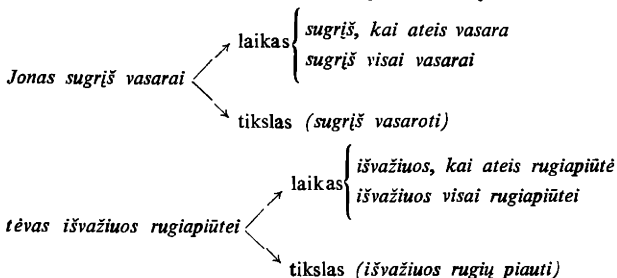 laikas
sugrįš, kai ateis vasara
sugrįš visai vasarai
Jonas sugrįš vasarai
tikslas (sugrįš vasaroti)
laikas
išvažiuos, kai ateis rugiapiūtė
išvažiuos visai rugiapiūtei
tėvas išvažiuos rugiapiūtei
tikslas (išvažiuos rugių piauti)